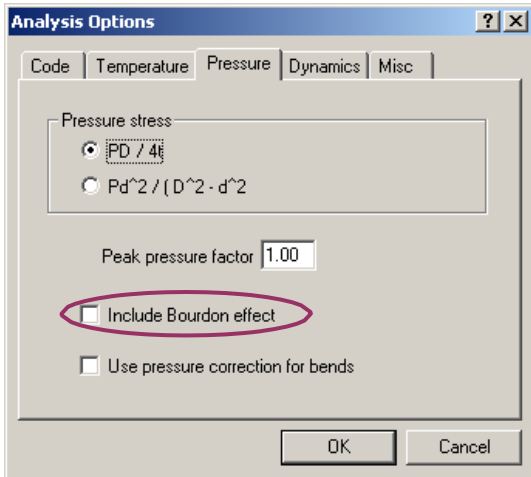 Analysis Options
Code Temperature Pressure Dynamics Misc
Pressure stress
PD / 4t
Pd^2 / ( D^2 - d^2
Peak pressure factor 1.00
Include Bourdon effect
Use pressure correction for bends
OK Cancel